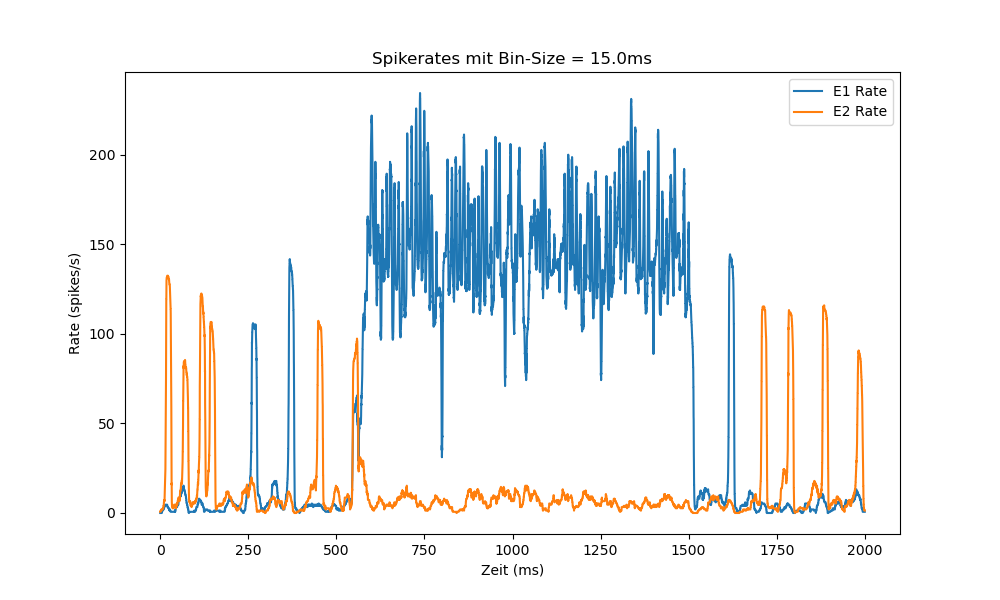 Spikerates mit Bin-Size = 15.0ms
E1 Rate
E2 Rate
Rate (spikes/s)
200
150
100
50
0
0 250 500 750 1000 1250 1500 1750 2000
Zeit (ms)